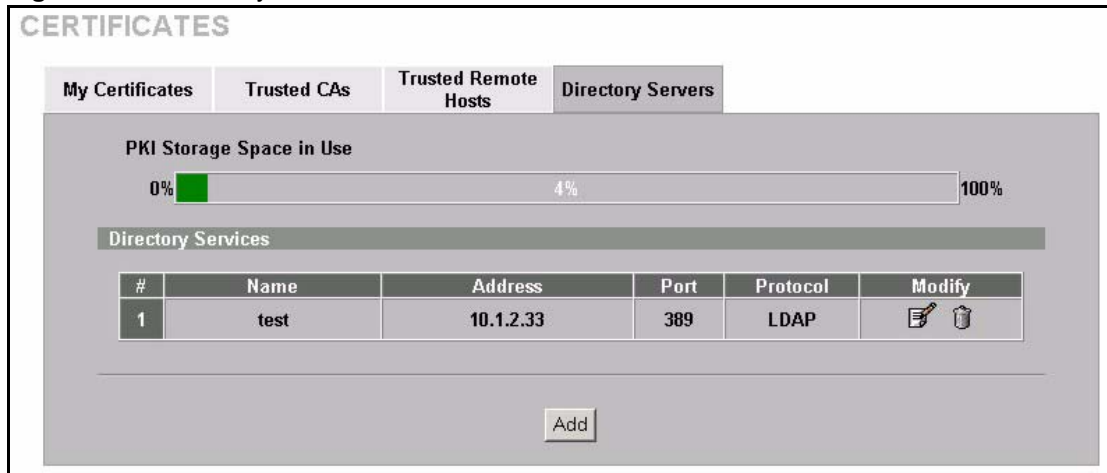 CERTIFICATES
My Certificates
Trusted CAs
Trusted Remote
Hosts
Directory Servers
PKI Storage Space in Use
0% 4% 100%
Directory Services
# Name Address Port Protocol Modify
1 test 10.1.2.33 389 LDAP
Add